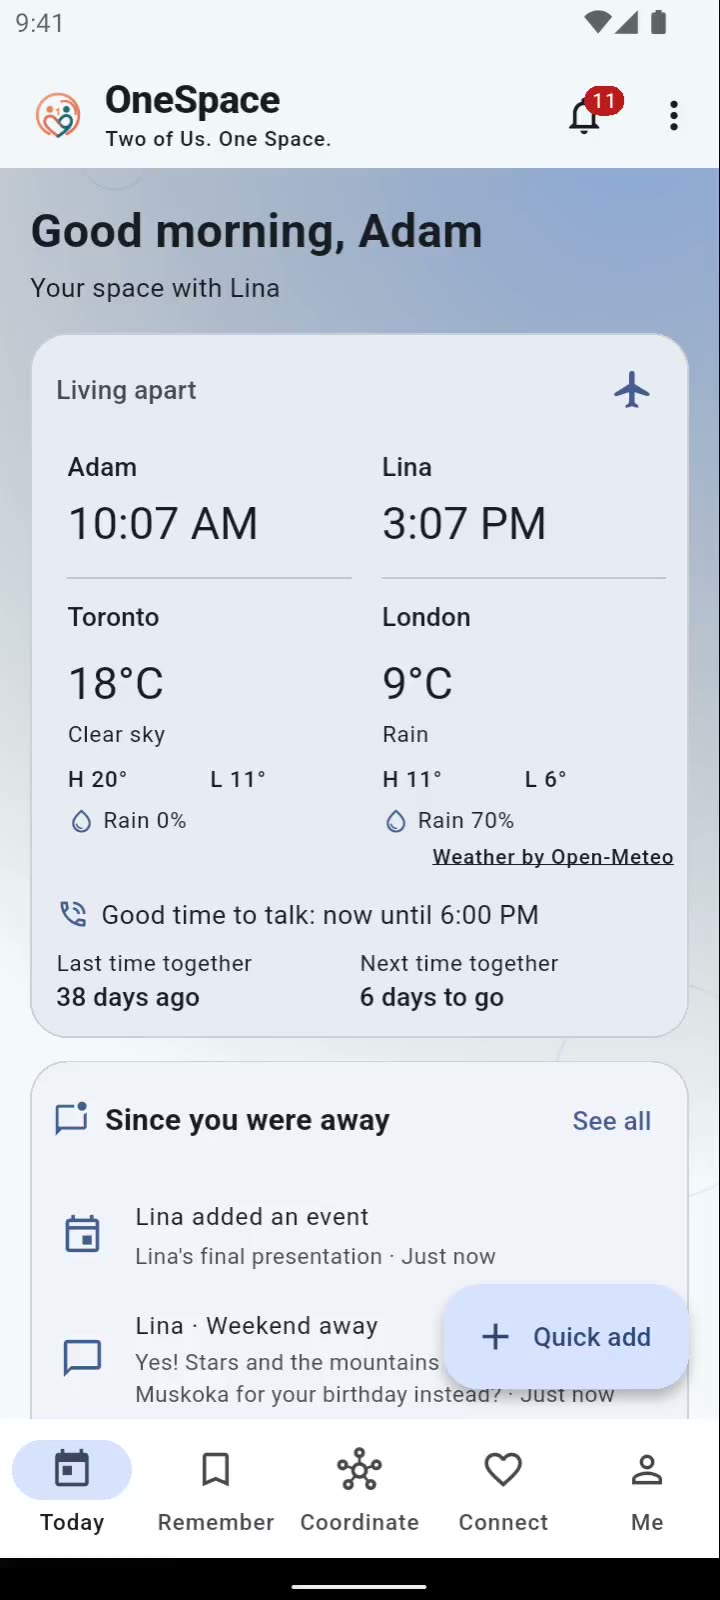 9:41
OneSpace
Two of Us. One Space.
11
Good morning, Adam
Your space with Lina
Living apart
Adam
Lina
10:07 AM
3:07 PM
Toronto
London
18°C
9°C
Clear sky
Rain
H 20°
L 11°
H 11°
L 6°
Rain 0%
Rain 70%
Weather by Open-Meteo
Good time to talk: now until 6:00 PM
Last time together
Next time together
38 days ago
6 days to go
Since you were away
See all
Lina added an event
Lina's final presentation · Just now
Lina · Weekend away
Yes! Stars and the mountains
Muskoka for your birthday instead? · Just now
Quick add
Today
Remember
Coordinate
Connect
Me